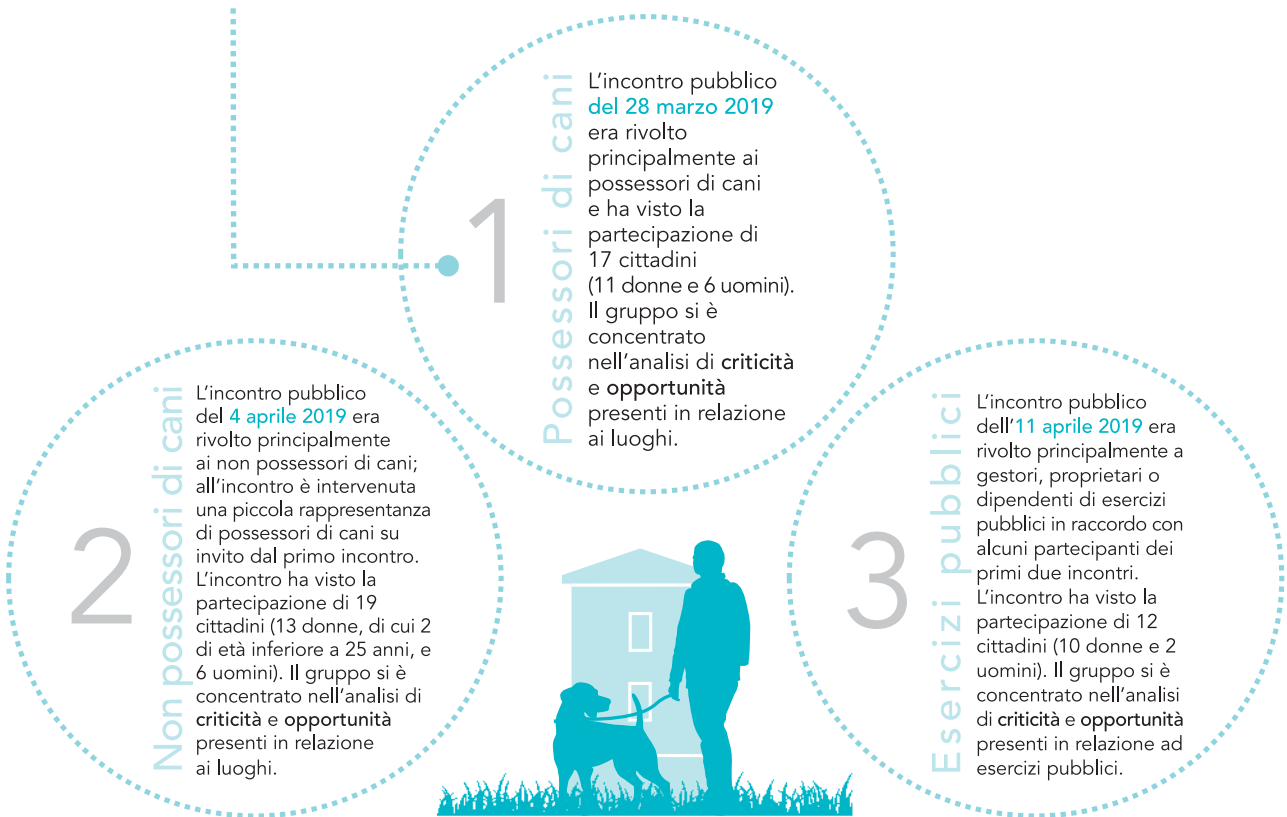 1
Possessori di cani
L'incontro pubblico
del 28 marzo 2019
era rivolto
principalmente ai
possessori di cani
e ha visto la
partecipazione di
17 cittadini
(11 donne e 6 uomini).
Il gruppo si è
concentrato
nell'analisi di criticità
e opportunità
presenti in relazione
ai luoghi.
2
Non possessori di cani
L'incontro pubblico
del 4 aprile 2019 era
rivolto principalmente
ai non possessori di cani;
all'incontro è intervenuta
una piccola rappresentanza
di possessori di cani su
invito dal primo incontro.
L'incontro ha visto la
partecipazione di 19
cittadini (13 donne, di cui 2
di età inferiore a 25 anni, e
6 uomini). Il gruppo si è
concentrato nell'analisi di
criticità e opportunità
presenti in relazione
ai luoghi.
3
Esercizi pubblici
L'incontro pubblico
dell'11 aprile 2019 era
rivolto principalmente a
gestori, proprietari o
dipendenti di esercizi
pubblici in raccordo con
alcuni partecipanti dei
primi due incontri.
L'incontro ha visto la
partecipazione di 12
cittadini (10 donne e 2
uomini). Il gruppo si è
concentrato nell'analisi
di criticità e opportunità
presenti in relazione ad
esercizi pubblici.